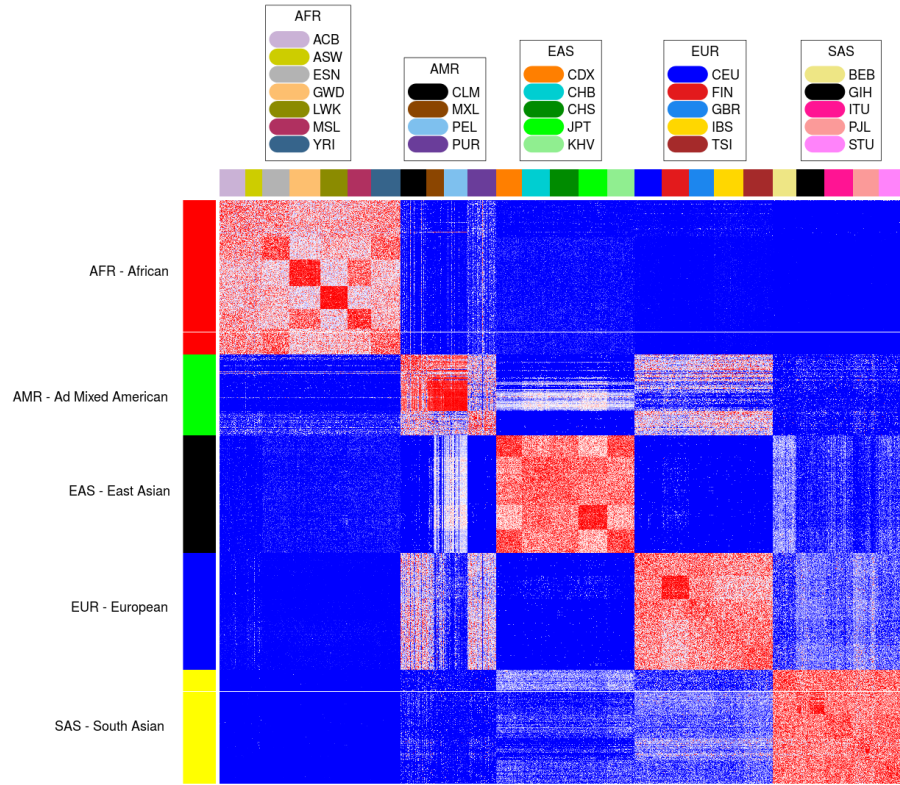 AFR
ACB
ASW
ESN
GWD
LWK
MSL
YRI
AMR
CLM
MXL
PEL
PUR
EAS
CDX
CHB
CHS
JPT
KHV
EUR
CEU
FIN
GBR
IBS
TSI
SAS
BEB
GIH
ITU
PJL
STU
AFR - African
AMR - Ad Mixed American
EAS - East Asian
EUR - European
SAS - South Asian